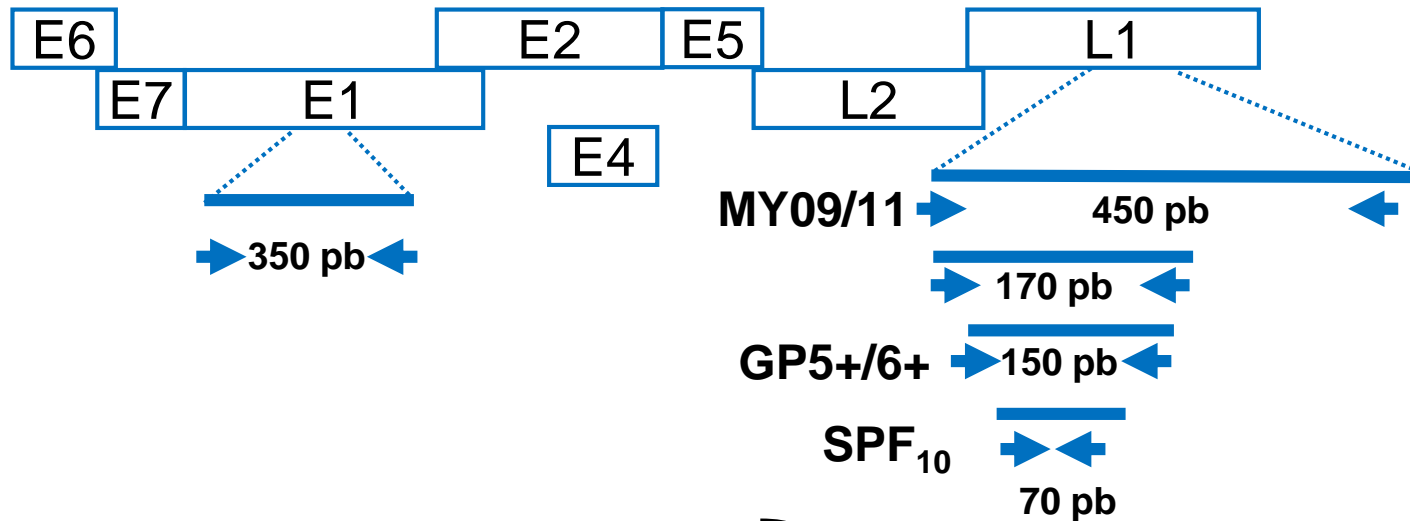 E6 E2 E5 L1
E7 E1 L2
E4
MY09/11 450 pb
350 pb
170 pb
GP5+/6+ 150 pb
SPF10
70 pb